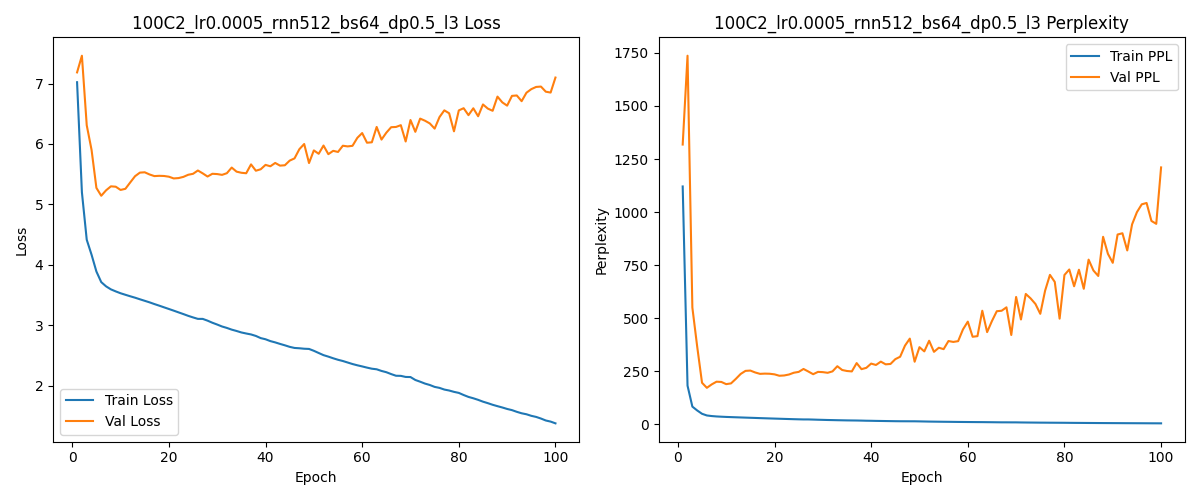 100C2_lr0.0005_rnn512_bs64_dp0.5_l3 Loss
7
6
5
4
3
2
Loss
Train Loss
Val Loss
0 20 40 60 80 100
Epoch
100C2_lr0.0005_rnn512_bs64_dp0.5_l3 Perplexity
Train PPL
Val PPL
1750
1500
1250
1000
750
500
250
0
Perplexity
0 20 40 60 80 100
Epoch